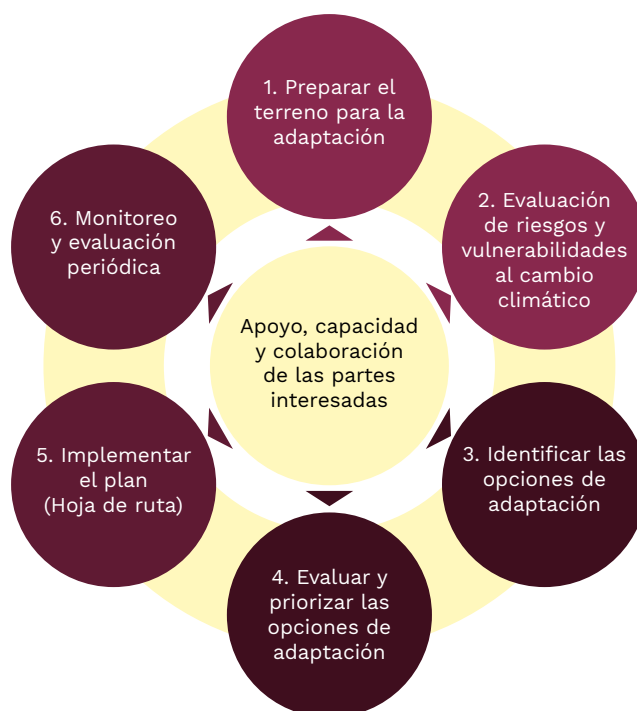 1. Preparar el
terreno para la
adaptación
2. Evaluación
de riesgos y
vulnerabilidades
al cambio
climático
3. Identificar las
opciones de
adaptación
4. Evaluar y
priorizar las
opciones de
adaptación
5. Implementar
el plan
(Hoja de ruta)
6. Monitoreo
y evaluación
periódica
Apoyo, capacidad
y colaboración
de las partes
interesadas